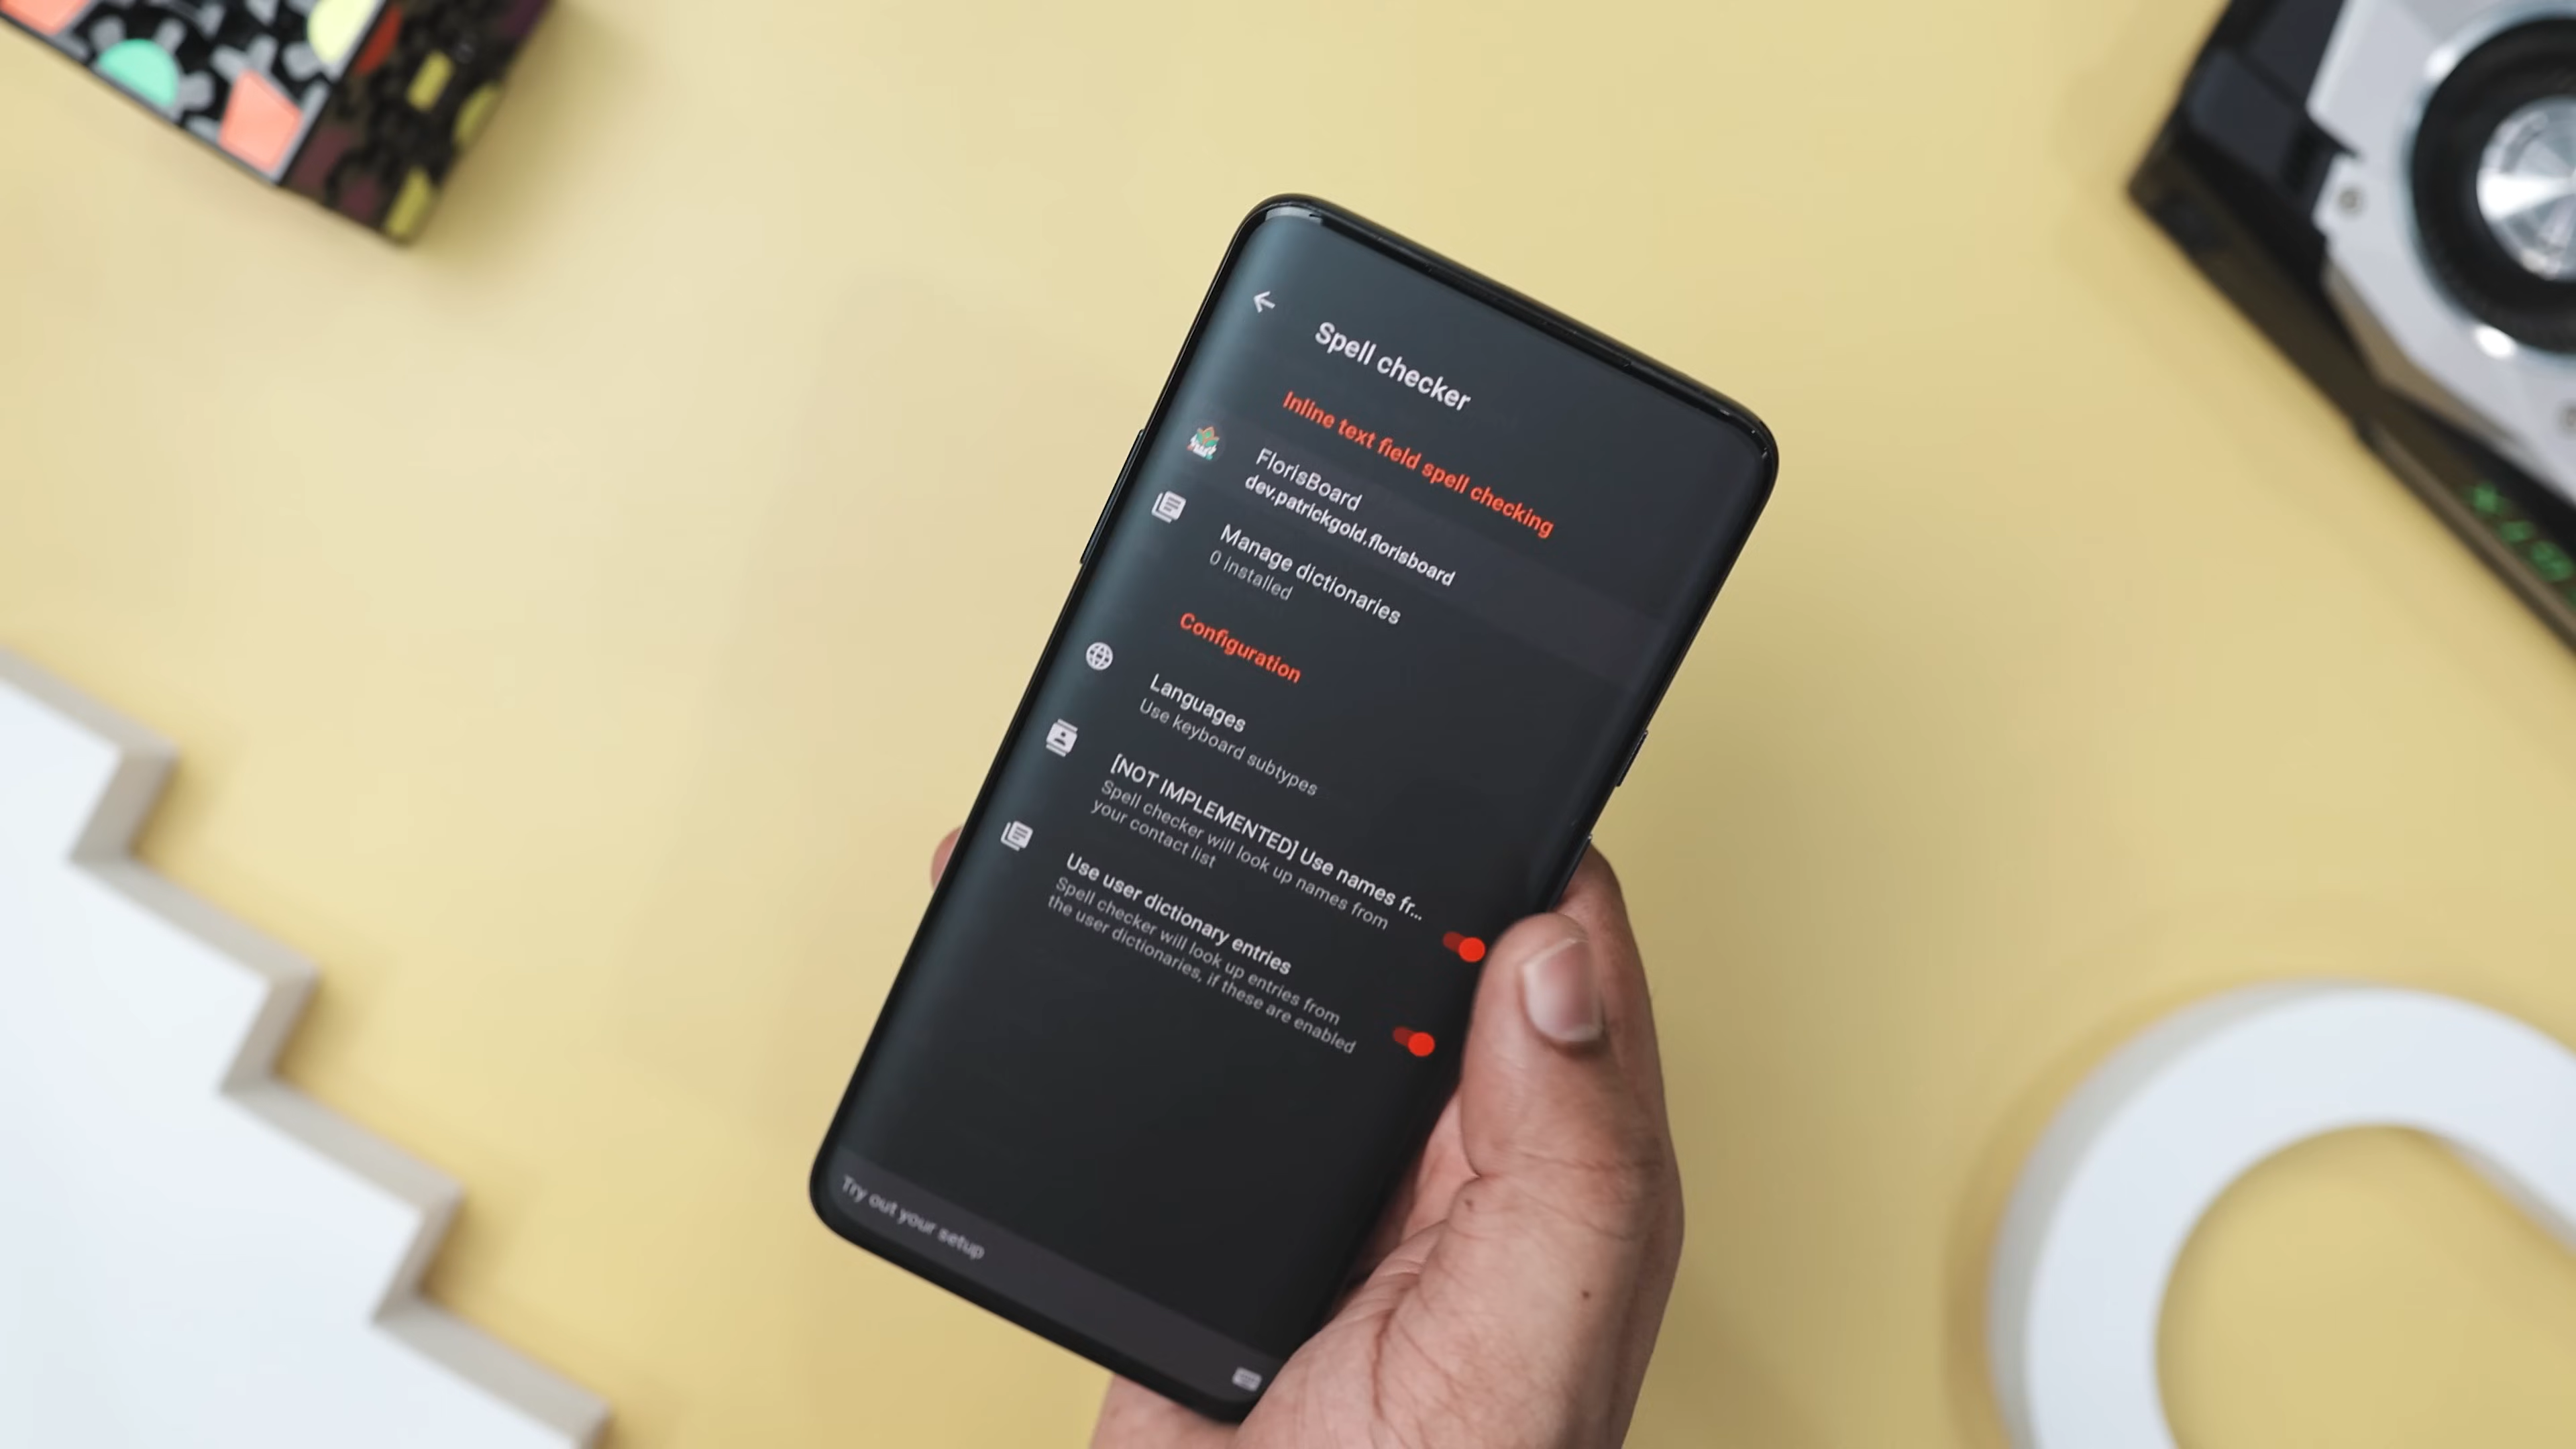 Spell checker
Inline text field spell checking
FlorisBoard
dev.patrickgold.florisboard
Manage dictionaries
0 installed
Configuration
Languages
Use keyboard subtypes
[NOT IMPLEMENTED] Use names fr...
Spell checker will look up names from
your contact list
Use user dictionary entries
Spell checker will look up entries from
the user dictionaries, if these are enabled
Try out your setup